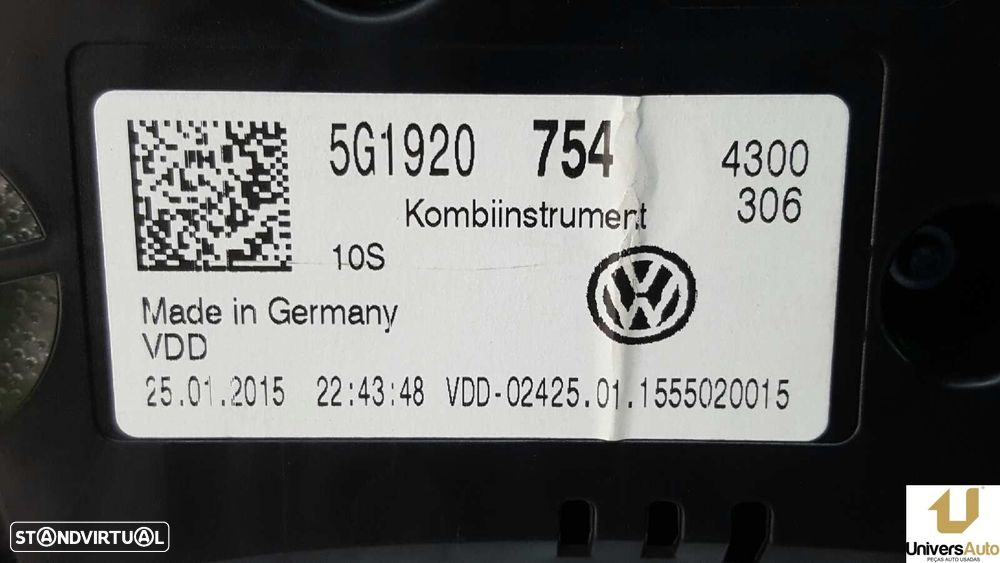 5G1920 754 4300
306
Kombiinstrument
10S
Made in Germany
VDD
25.01.2015 22:43:48 VDD-02425.01.1555020015
STANDVIRTUAL
UniversAuto
PEÇAS AUTO USADAS